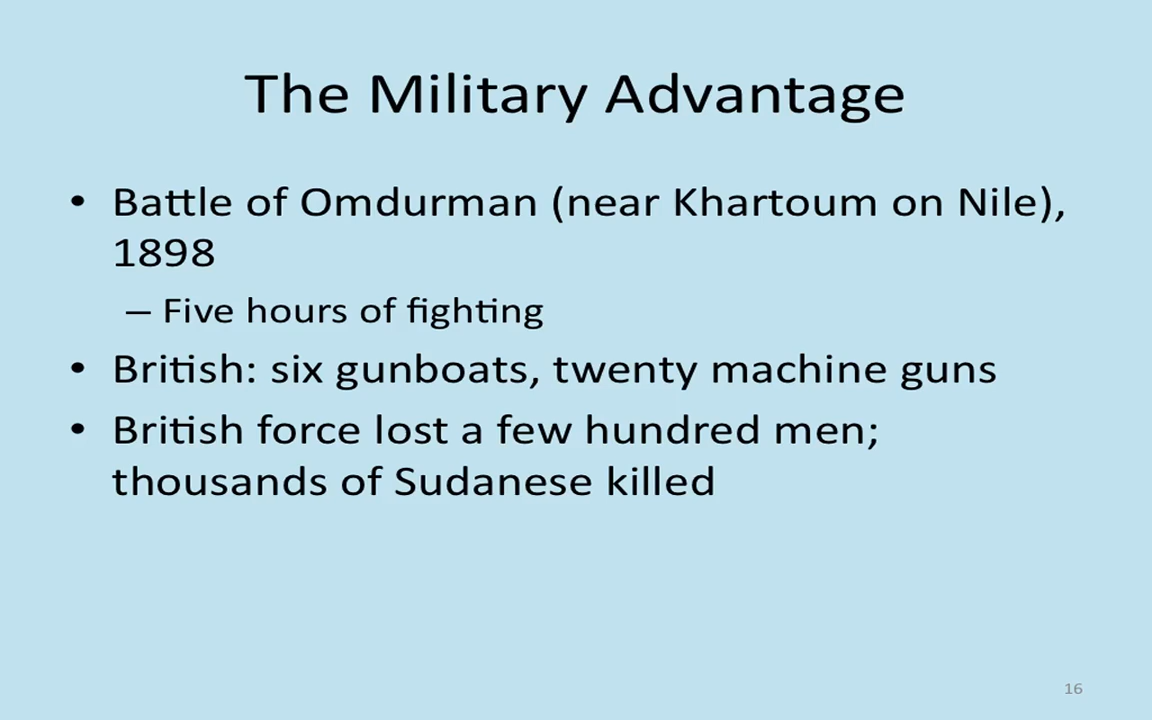 The Military Advantage
• Battle of Omdurman (near Khartoum on Nile),
1898
– Five hours of fighting
• British: six gunboats, twenty machine guns
• British force lost a few hundred men;
thousands of Sudanese killed
16